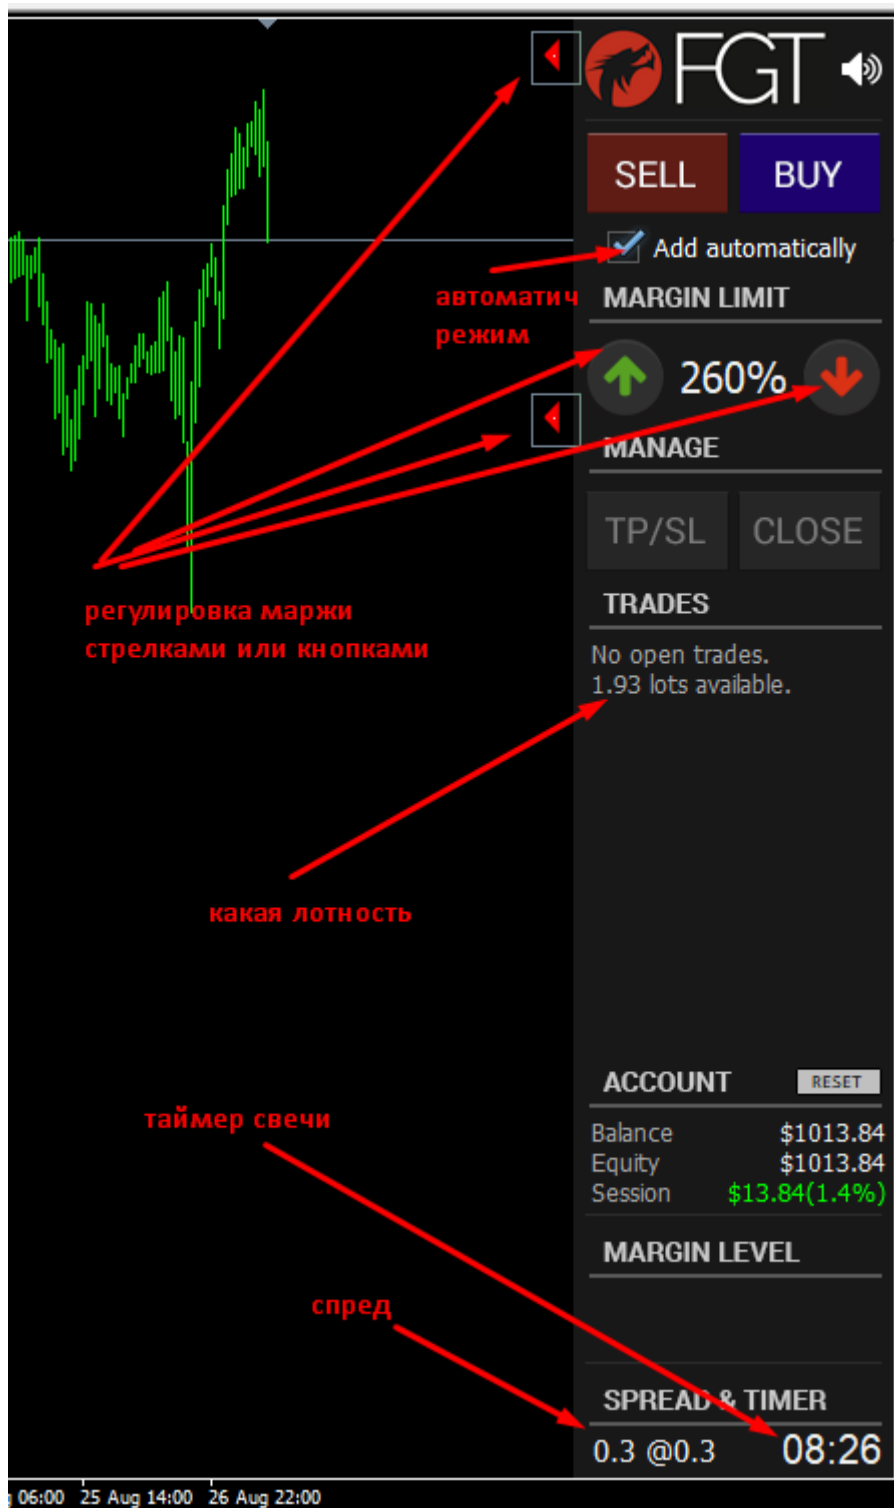 FGT
SELL
BUY
Add automatically
автоматич
режим
MARGIN LIMIT
260%
MANAGE
TP/SL
CLOSE
регулировка маржи
стрелками или кнопками
TRADES
No open trades.
1.93 lots available.
какая лотность
ACCOUNT
RESET
таймер свечи
Balance $1013.84
Equity $1013.84
Session $13.84(1.4%)
MARGIN LEVEL
спред
SPREAD & TIMER
0.3 @0.3
08:26
06:00 25 Aug 14:00 26 Aug 22:00